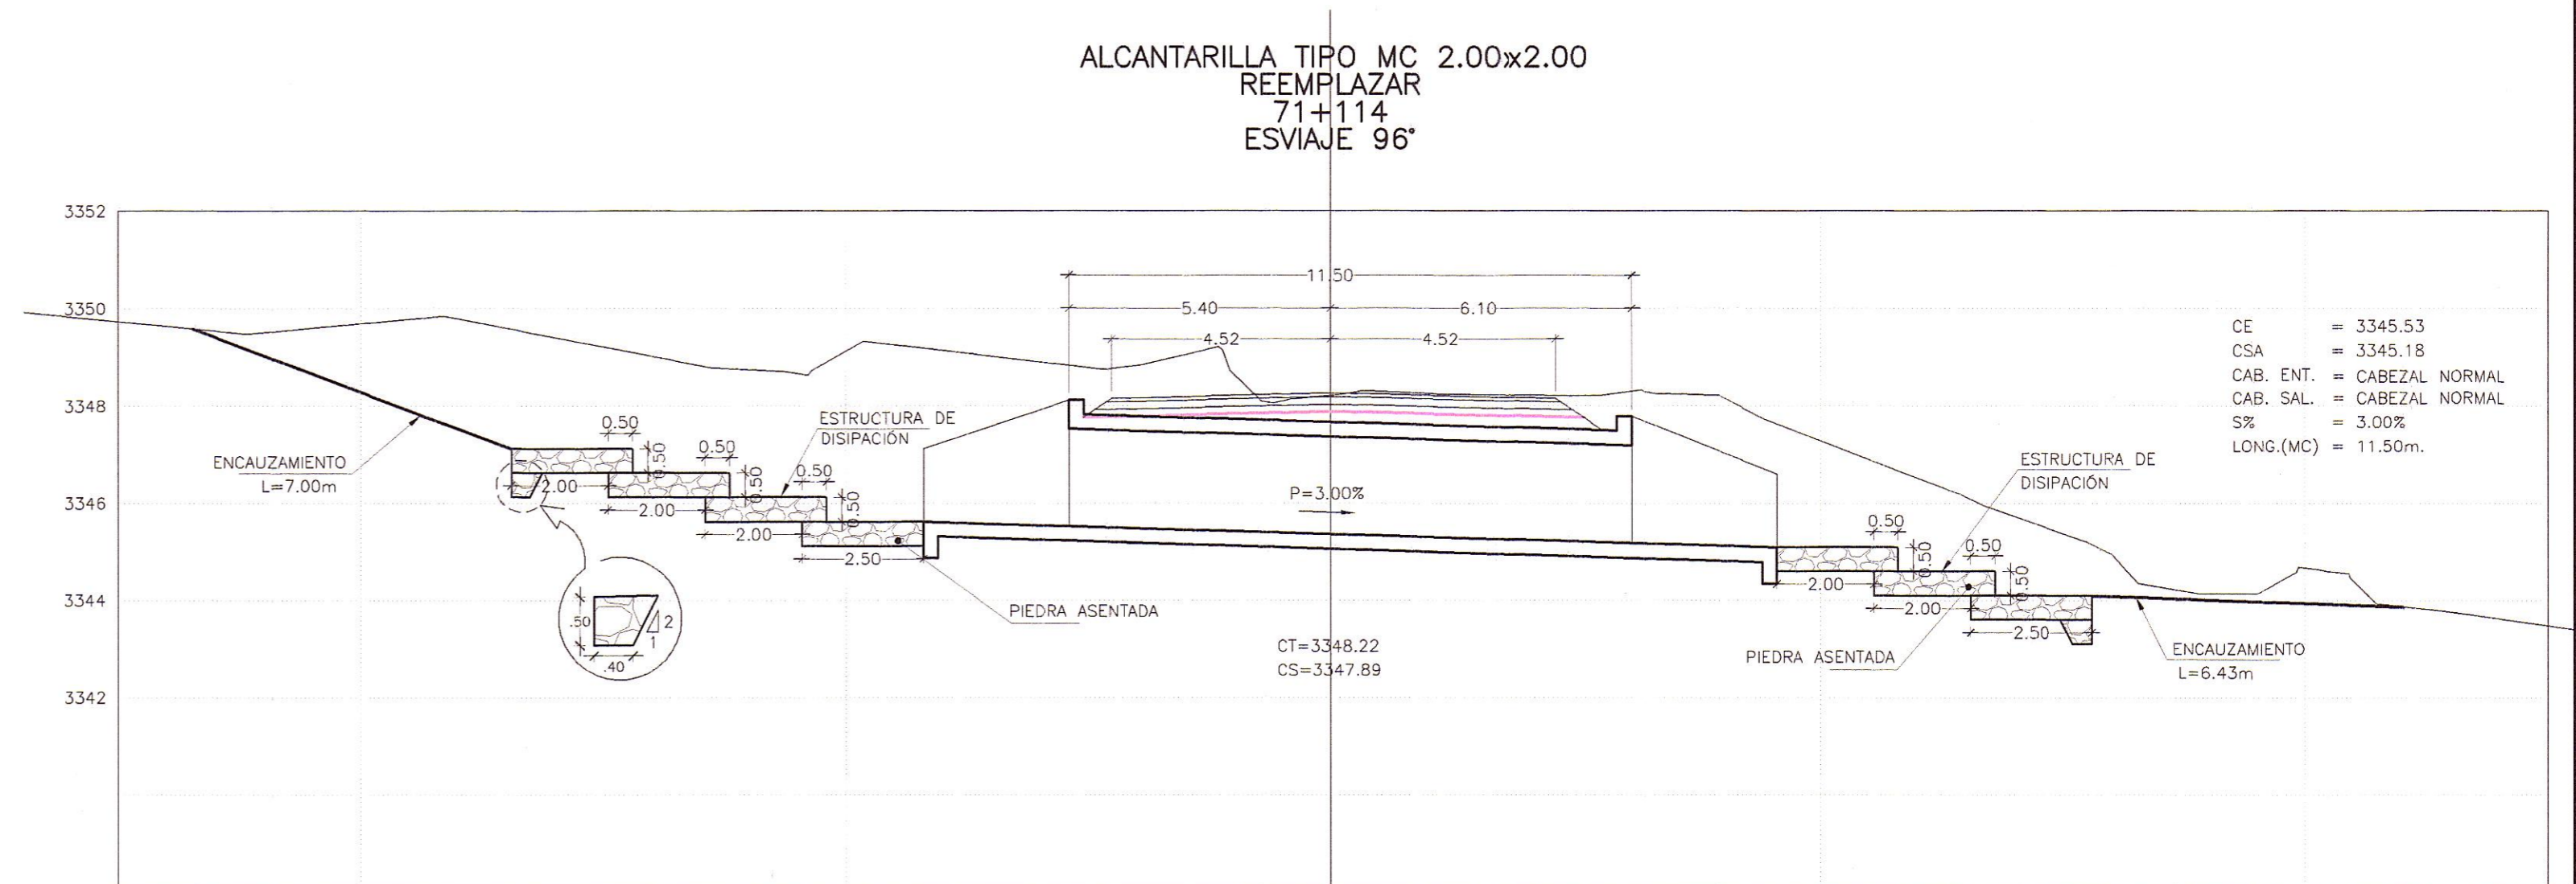 ALCANTARILLA TIPO MC 2.00x2.00
REEMPLAZAR
71+114
ESVIAJE 96°
3352
3350
3348
3346
3344
3342
11.50
5.40
6.10
4.52
4.52
CE = 3345.53
CSA = 3345.18
CAB. ENT. = CABEZAL NORMAL
CAB. SAL. = CABEZAL NORMAL
S% = 3.00%
LONG.(MC) = 11.50m.
ENCAUZAMIENTO
L=7.00m
0.50
0.50
2.00
0.50
0.50
2.00
0.50
0.50
2.00
2.50
ESTRUCTURA DE
DISIPACIÓN
P=3.00%
PIEDRA ASENTADA
.50
.40
2
1
CT=3348.22
CS=3347.89
ESTRUCTURA DE
DISIPACIÓN
0.50
0.50
2.00
0.50
0.50
2.00
2.50
PIEDRA ASENTADA
ENCAUZAMIENTO
L=6.43m